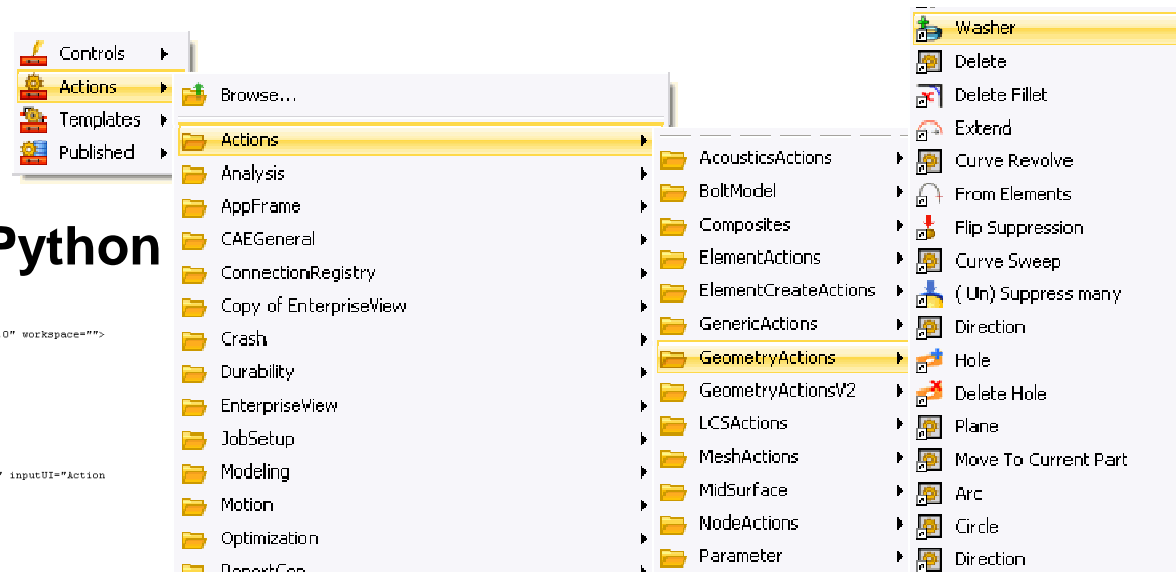 Controls
Actions
Templates
Published
Python
.0" workspace="">
" inputUI="Action
Browse...
Actions
Analysis
AppFrame
CAEGeneral
ConnectionRegistry
Copy of EnterpriseView
Crash
Durability
EnterpriseView
JobSetup
Modeling
Motion
Optimization
AcousticsActions
BoltModel
Composites
ElementActions
ElementCreateActions
GenericActions
GeometryActions
GeometryActionsV2
LCSActions
MeshActions
MidSurface
NodeActions
Parameter
Washer
Delete
Delete Fillet
Extend
Curve Revolve
From Elements
Flip Suppression
Curve Sweep
(Un) Suppress many
Direction
Hole
Delete Hole
Plane
Move To Current Part
Arc
Circle
Direction